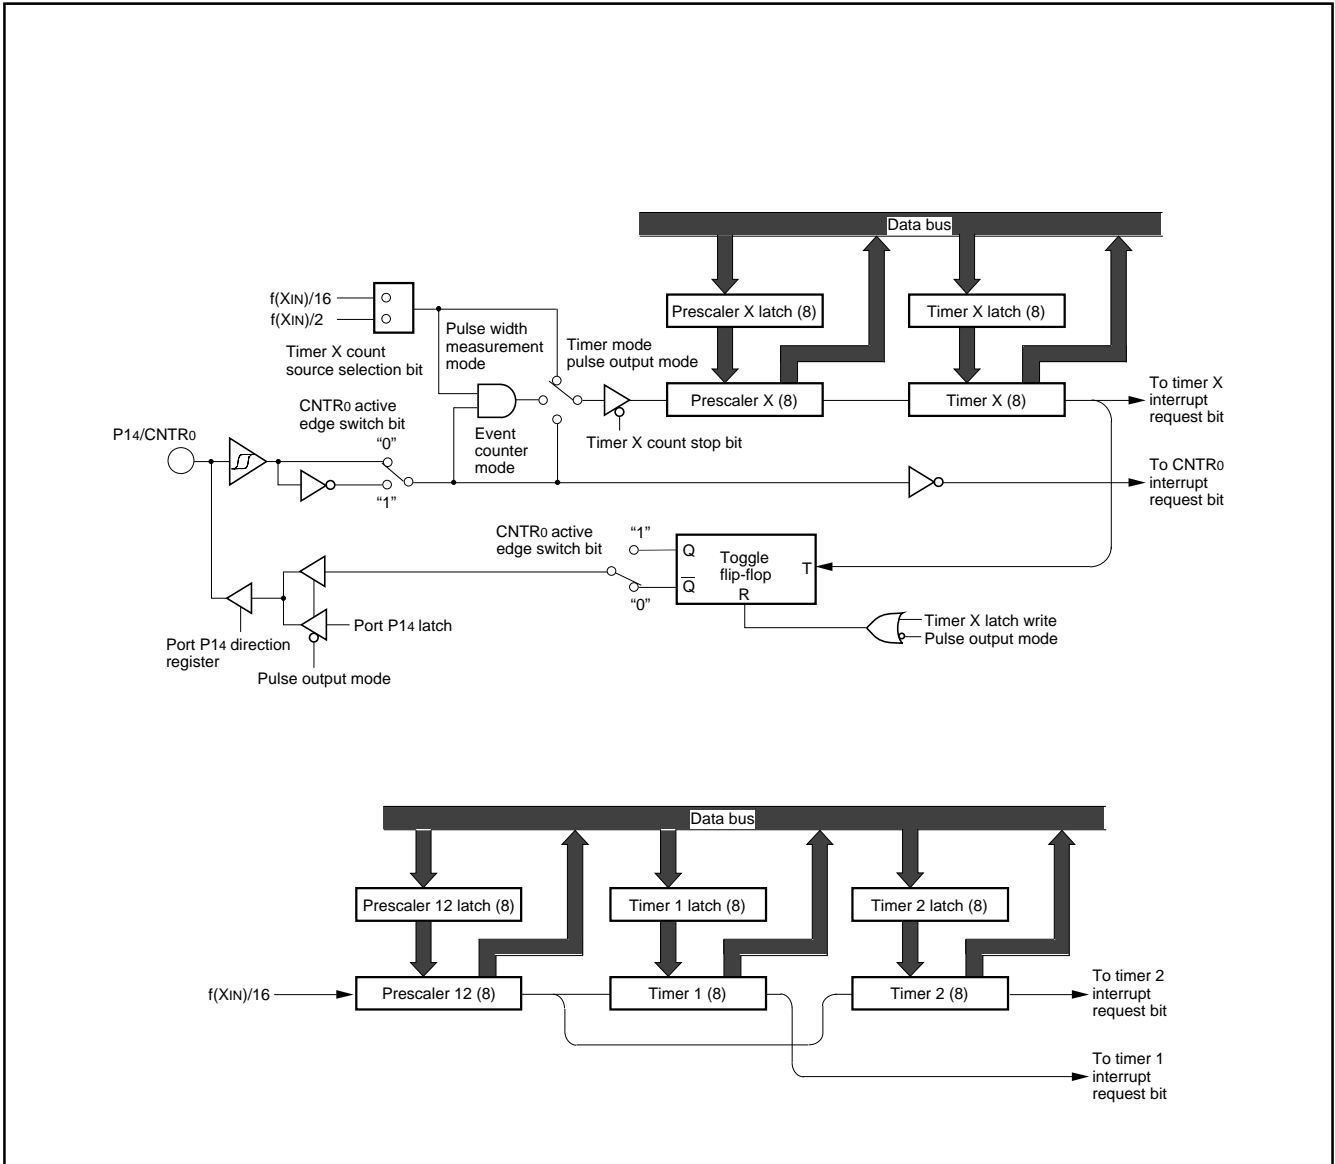 Data bus
f(XIN)/16
f(XIN)/2
Timer X count
source selection bit
Pulse width
measurement
mode
Timer mode
pulse output mode
Prescaler X latch (8)
Timer X latch (8)
Prescaler X (8)
Timer X (8)
To timer X
interrupt
request bit
CNTR0 active
edge switch bit
P14/CNTR0
“0”
“1”
Event
counter
mode
Timer X count stop bit
To CNTR0
interrupt
request bit
CNTR0 active
edge switch bit
“1”
“0”
Q
Q
Toggle
flip-flop
T
R
Timer X latch write
Pulse output mode
Port P14 latch
Port P14 direction
register
Pulse output mode
Data bus
Prescaler 12 latch (8)
Timer 1 latch (8)
Timer 2 latch (8)
f(XIN)/16
Prescaler 12 (8)
Timer 1 (8)
Timer 2 (8)
To timer 2
interrupt
request bit
To timer 1
interrupt
request bit